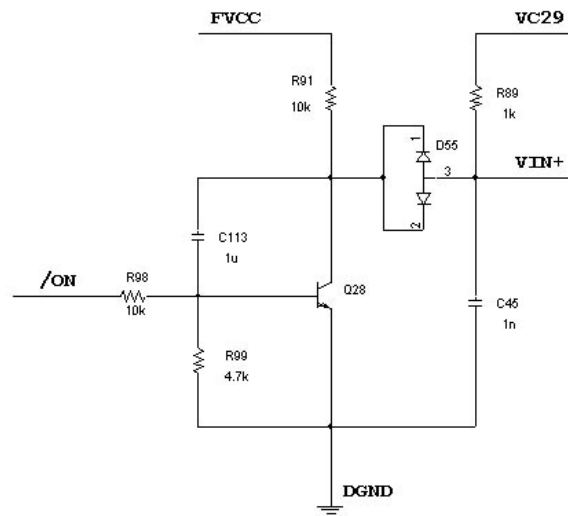 FVCC
VC29
R91
10k
R89
1k
1
D55
3
VIN+
2
C113
1u
/ON
R98
10k
Q28
C45
1n
R99
4.7k
DGND